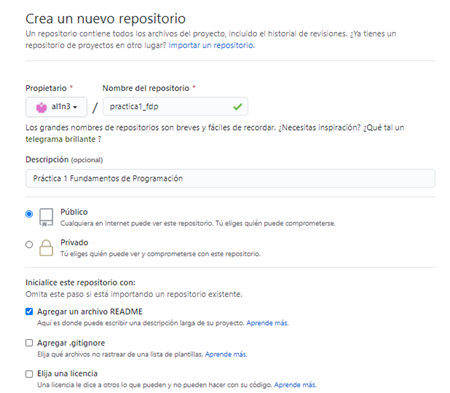 Crea un nuevo repositorio
Un repositorio contiene todos los archivos del proyecto, incluido el historial de revisiones. ¿Ya tienes un
repositorio de proyectos en otro lugar? Importar un repositorio.
Propietario * Nombre del repositorio *
al1n3 / practica1_fdp
Los grandes nombres de repositorios son breves y fáciles de recordar. ¿Necesitas inspiración? ¿Qué tal un
telegrama brillante ?
Descripción (opcional)
Práctica 1 Fundamentos de Programación
Público
Cualquiera en Internet puede ver este repositorio. Tú eliges quién puede comprometerse.
Privado
Tú eliges quién puede ver y comprometerse con este repositorio.
Inicialice este repositorio con:
Omita este paso si está importando un repositorio existente.
Agregar un archivo README
Aquí es donde puede escribir una descripción larga de su proyecto. Aprende más.
Agregar .gitignore
Elija qué archivos no rastrear de una lista de plantillas. Aprende más.
Elija una licencia
Una licencia le dice a otros lo que pueden y no pueden hacer con su código. Aprende más.